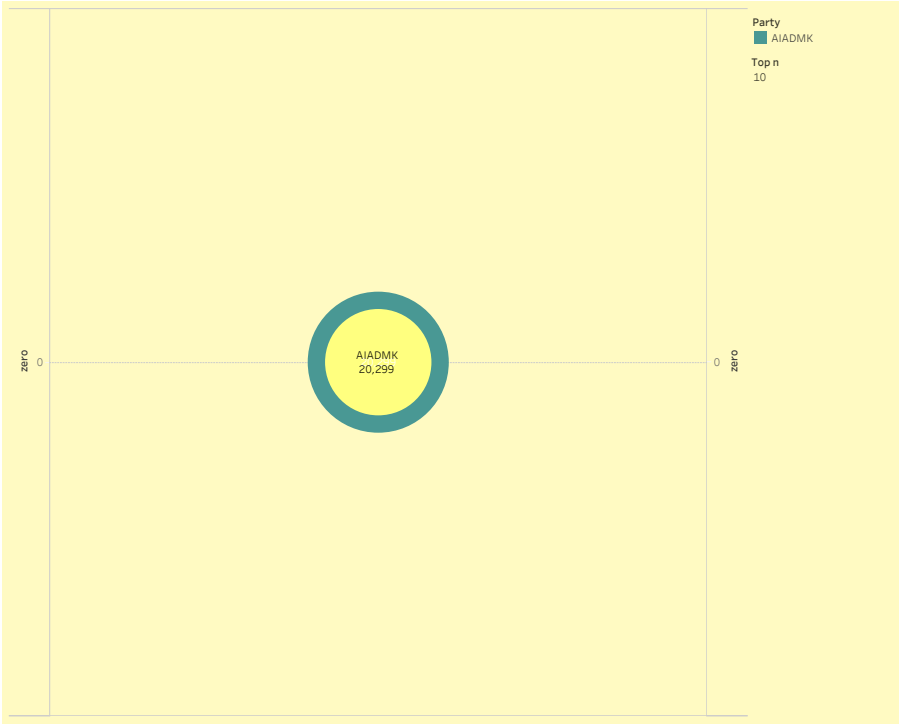 Party
AIADMK
Top n
10
zero
0
AIADMK
20,299
0
zero